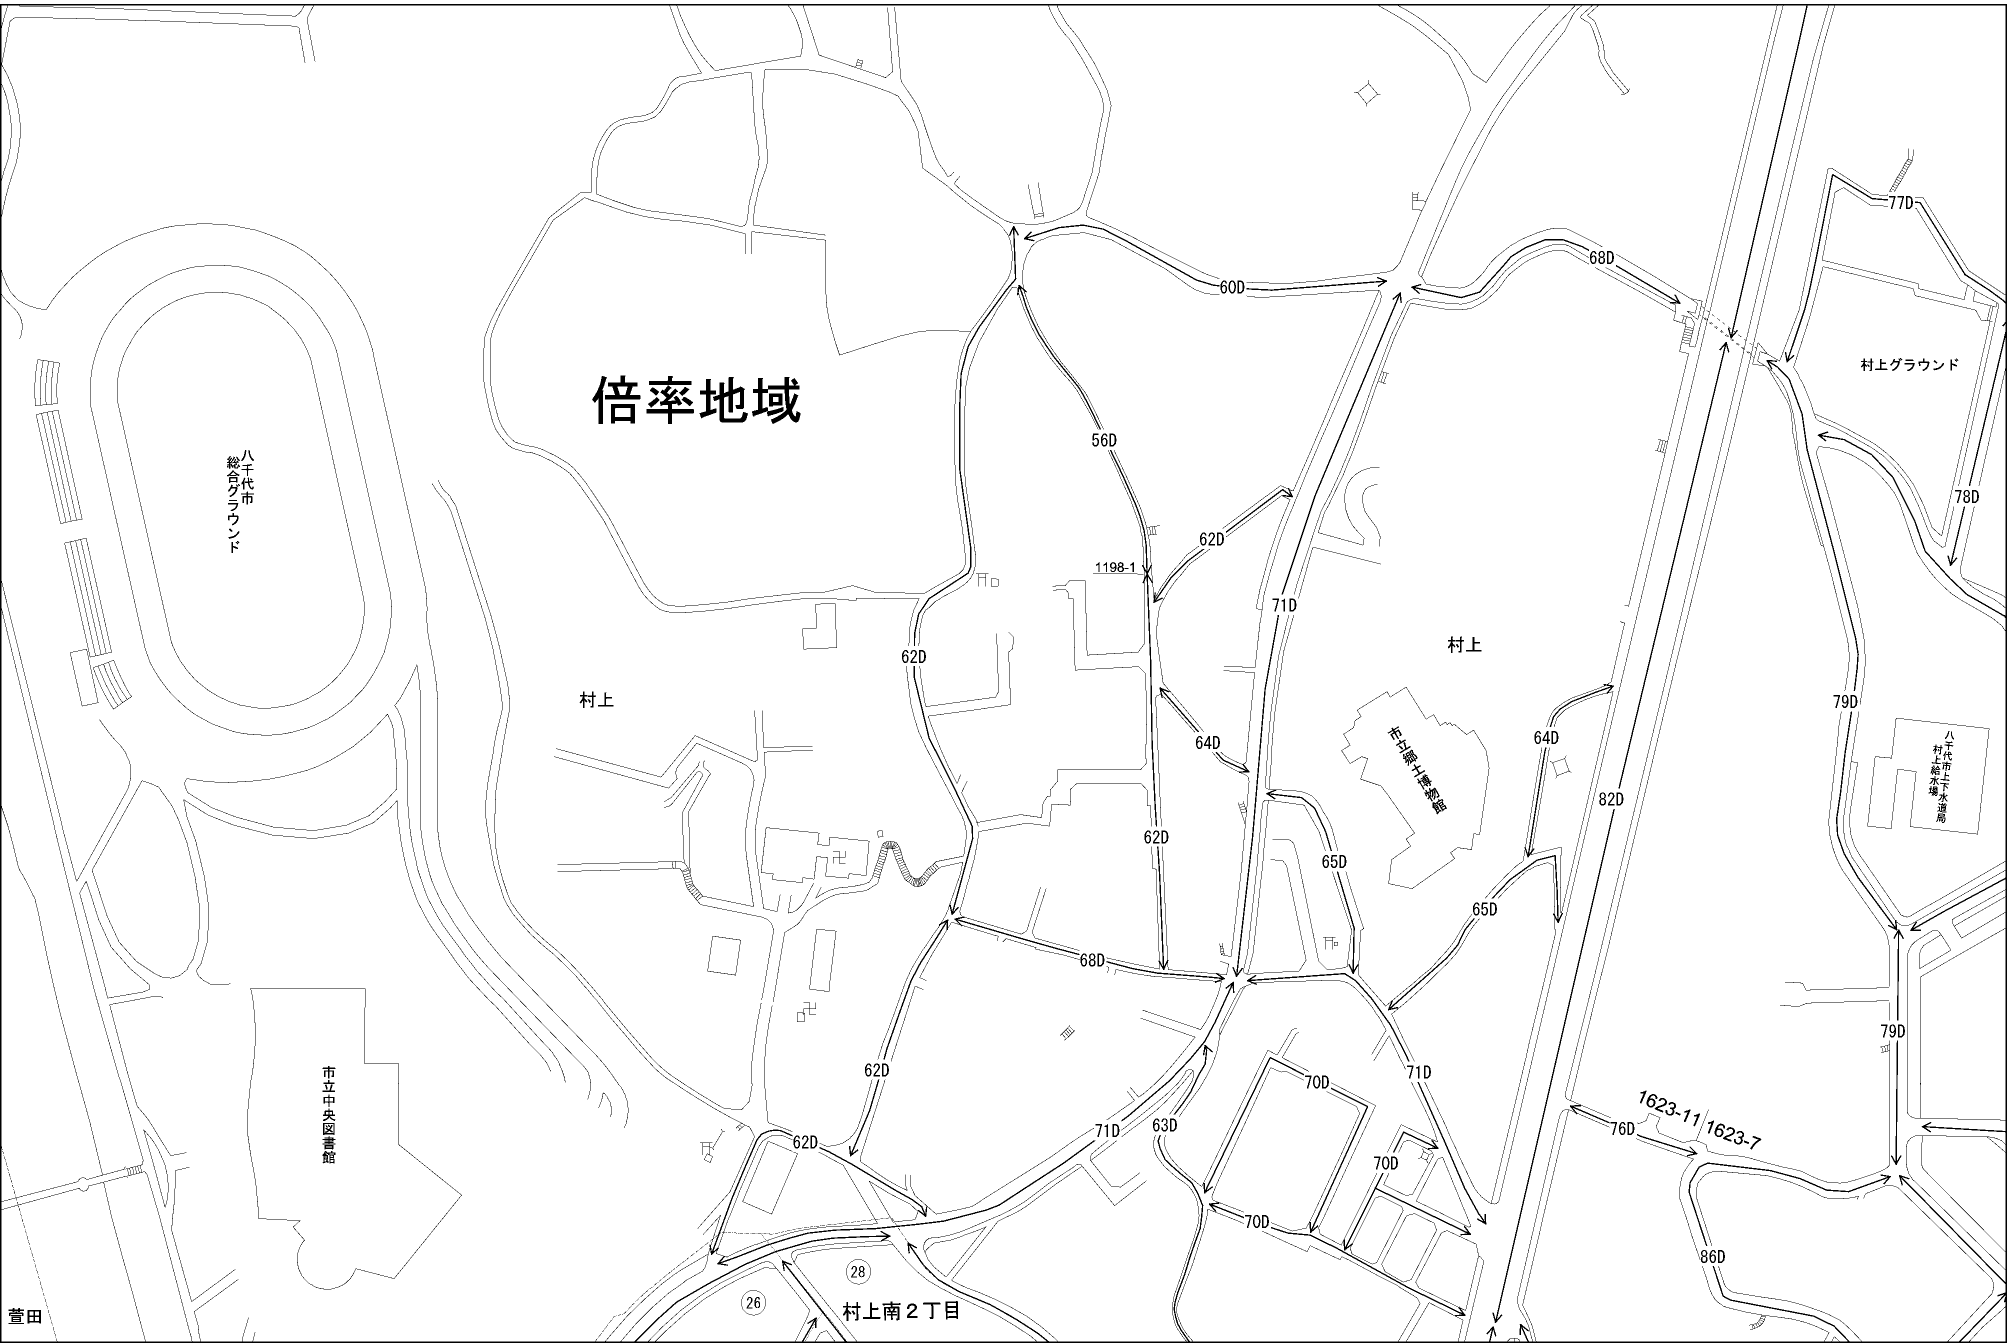 77D
68D
60D
村上グラウンド
倍率地域
56D
八千代市
総合グラウンド
78D
62D
1198-1
71D
62D
村上
村上
79D
64D
64D
市立郷土博物館
八千代市上下水道局
村上給水場
82D
62D
65D
65D
68D
79D
62D
71D
70D
市立中央図書館
1623-11
1623-7
76D
63D
71D
62D
70D
70D
86D
28
26
村上南2丁目
萱田